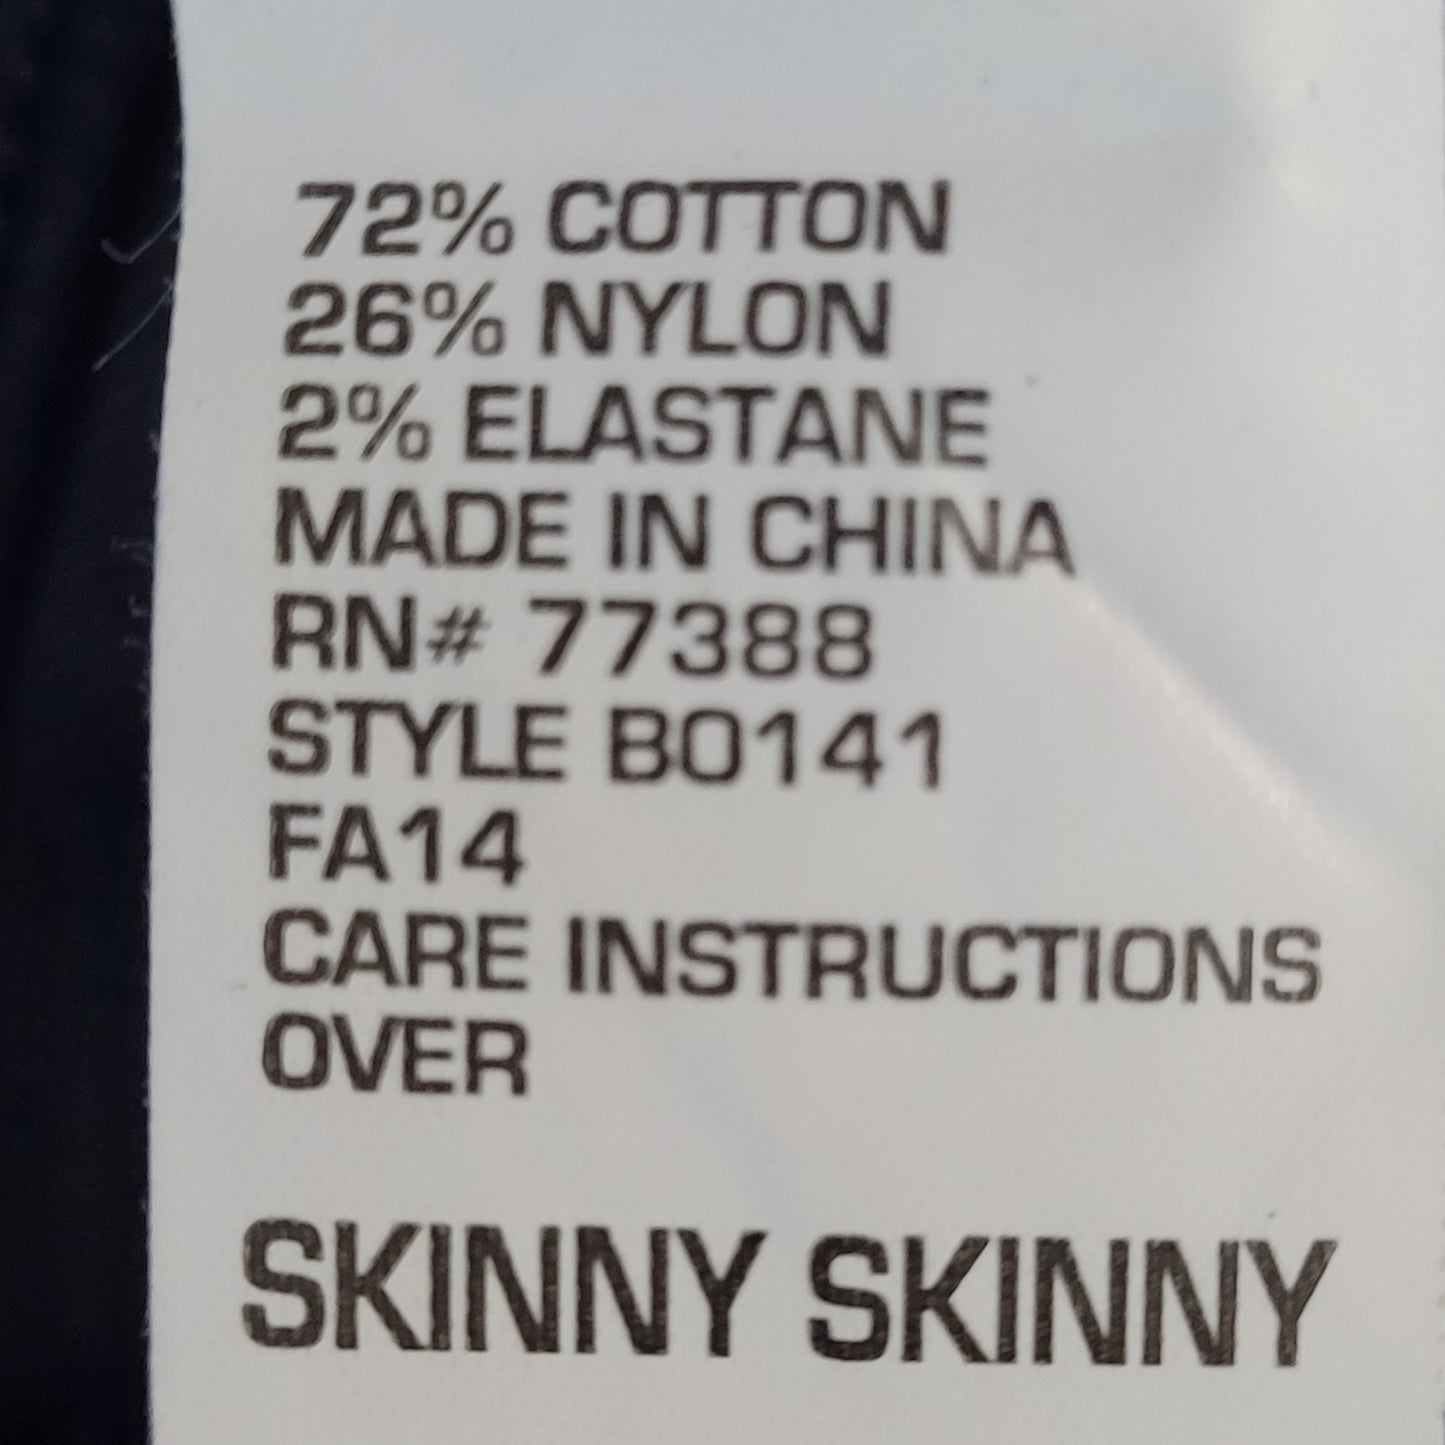 72% COTTON
26% NYLON
2% ELASTANE
MADE IN CHINA
RN# 77388
STYLE B0141
FA14
CARE INSTRUCTIONS
OVER
SKINNY SKINNY